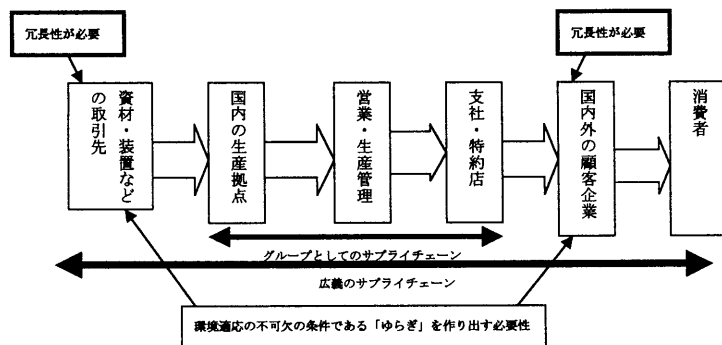 冗長性が必要
冗長性が必要
資材・装置など
の取引先
国内の生産拠点
営業・生産管理
支社・特約店
国内外の顧客企業
消費者
グループとしてのサプライチェーン
広義のサプライチェーン
環境適応の不可欠の条件である「ゆらぎ」を作り出す必要性